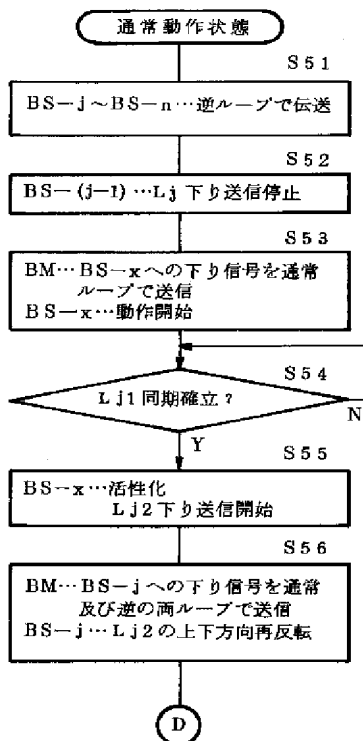 通常動作状態
S51
BS-j～BS-n…逆ループで伝送
S52
BS-(j-1)…Lj下り送信停止
S53
BM…BS-xへの下り信号を通常
ループで送信
BS-x…動作開始
S54
Lj1同期確立?
N
Y
S55
BS-x…活性化
Lj2下り送信開始
S56
BM…BS-jへの下り信号を通常
及び逆の両ループで送信
BS-j…Lj2の上下方向再反転
D